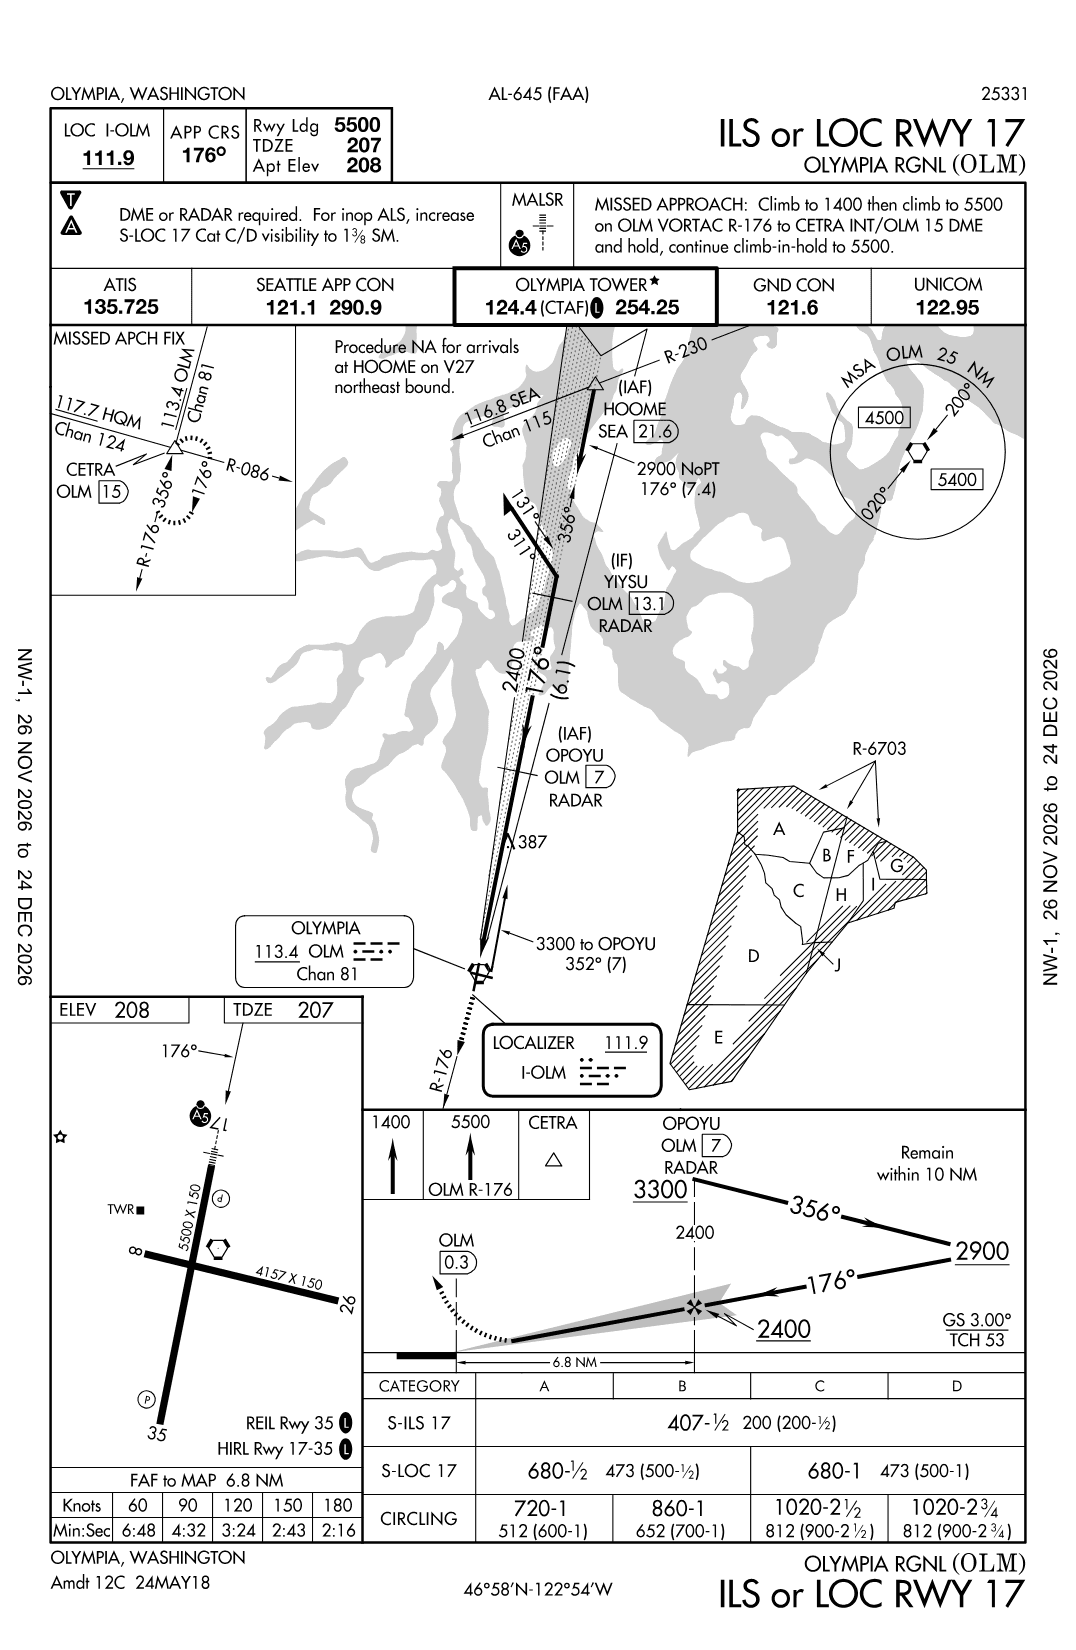 OLYMPIA, WASHINGTON
AL-645 (FAA)
25331
LOC I-OLM
111.9
APP CRS
176°
Rwy Ldg 5500
TDZE 207
Apt Elev 208
ILS or LOC RWY 17
OLYMPIA RGNL (OLM)
T
A
DME or RADAR required. For inop ALS, increase
S-LOC 17 Cat C/D visibility to 1⅜ SM.
MALSR
A5
MISSED APPROACH: Climb to 1400 then climb to 5500
on OLM VORTAC R-176 to CETRA INT/OLM 15 DME
and hold, continue climb-in-hold to 5500.
ATIS
135.725
SEATTLE APP CON
121.1 290.9
OLYMPIA TOWER★
124.4 (CTAF) L 254.25
GND CON
121.6
UNICOM
122.95
MISSED APCH FIX
113.4 OLM
Chan 81
117.7 HQM
Chan 124
CETRA
OLM 15
R-086
356°
176°
R-176
Procedure NA for arrivals
at HOOME on V27
northeast bound.
R-230
116.8 SEA
Chan 115
(IAF)
HOOME
SEA 21.6
2900 NoPT
176° (7.4)
131°
311°
356°
(IF)
YIYSU
OLM 13.1
RADAR
2400
176°
(6.1)
(IAF)
OPOYU
OLM 7
RADAR
387
MSA OLM 25 NM
4500
200°
5400
020°
R-6703
A
B
F
G
C
H
I
D
J
E
OLYMPIA
113.4 OLM
Chan 81
3300 to OPOYU
352° (7)
LOCALIZER 111.9
I-OLM
R-176
ELEV 208
TDZE 207
176°
A5
17
5500 X 150
P
TWR
8
4157 X 150
26
P
35
REIL Rwy 35 L
HIRL Rwy 17-35 L
FAF to MAP 6.8 NM
Knots 60 90 120 150 180
Min:Sec 6:48 4:32 3:24 2:43 2:16
1400
5500
OLM R-176
CETRA
OPOYU
OLM 7
RADAR
3300
Remain
within 10 NM
356°
2400
2900
OLM
0.3
176°
2400
GS 3.00°
TCH 53
6.8 NM
CATEGORY A B C D
S-ILS 17 407-½ 200 (200-½)
S-LOC 17 680-½ 473 (500-½) 680-1 473 (500-1)
CIRCLING 720-1 860-1 1020-2½ 1020-2¾
512 (600-1) 652 (700-1) 812 (900-2½) 812 (900-2¾)
OLYMPIA, WASHINGTON
Amdt 12C 24MAY18
46°58'N-122°54'W
OLYMPIA RGNL (OLM)
ILS or LOC RWY 17
NW-1, 26 NOV 2026 to 24 DEC 2026
NW-1, 26 NOV 2026 to 24 DEC 2026